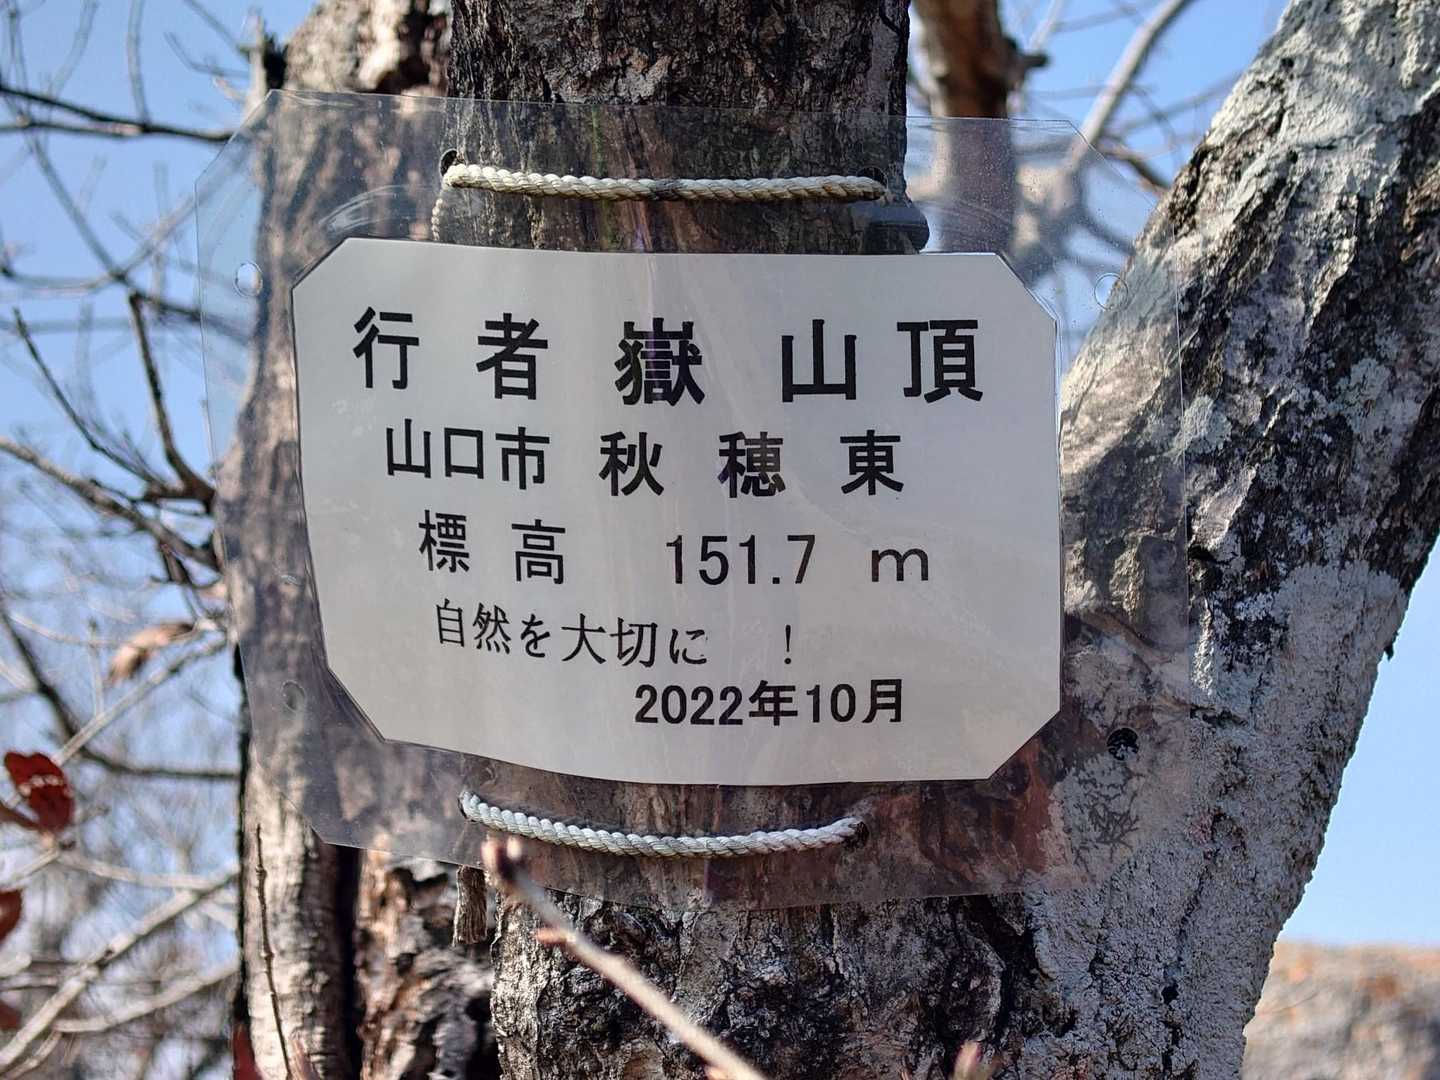 行者嶽山頂
山口市 秋穂東
標高 151.7 m
自然を大切に !
2022年10月